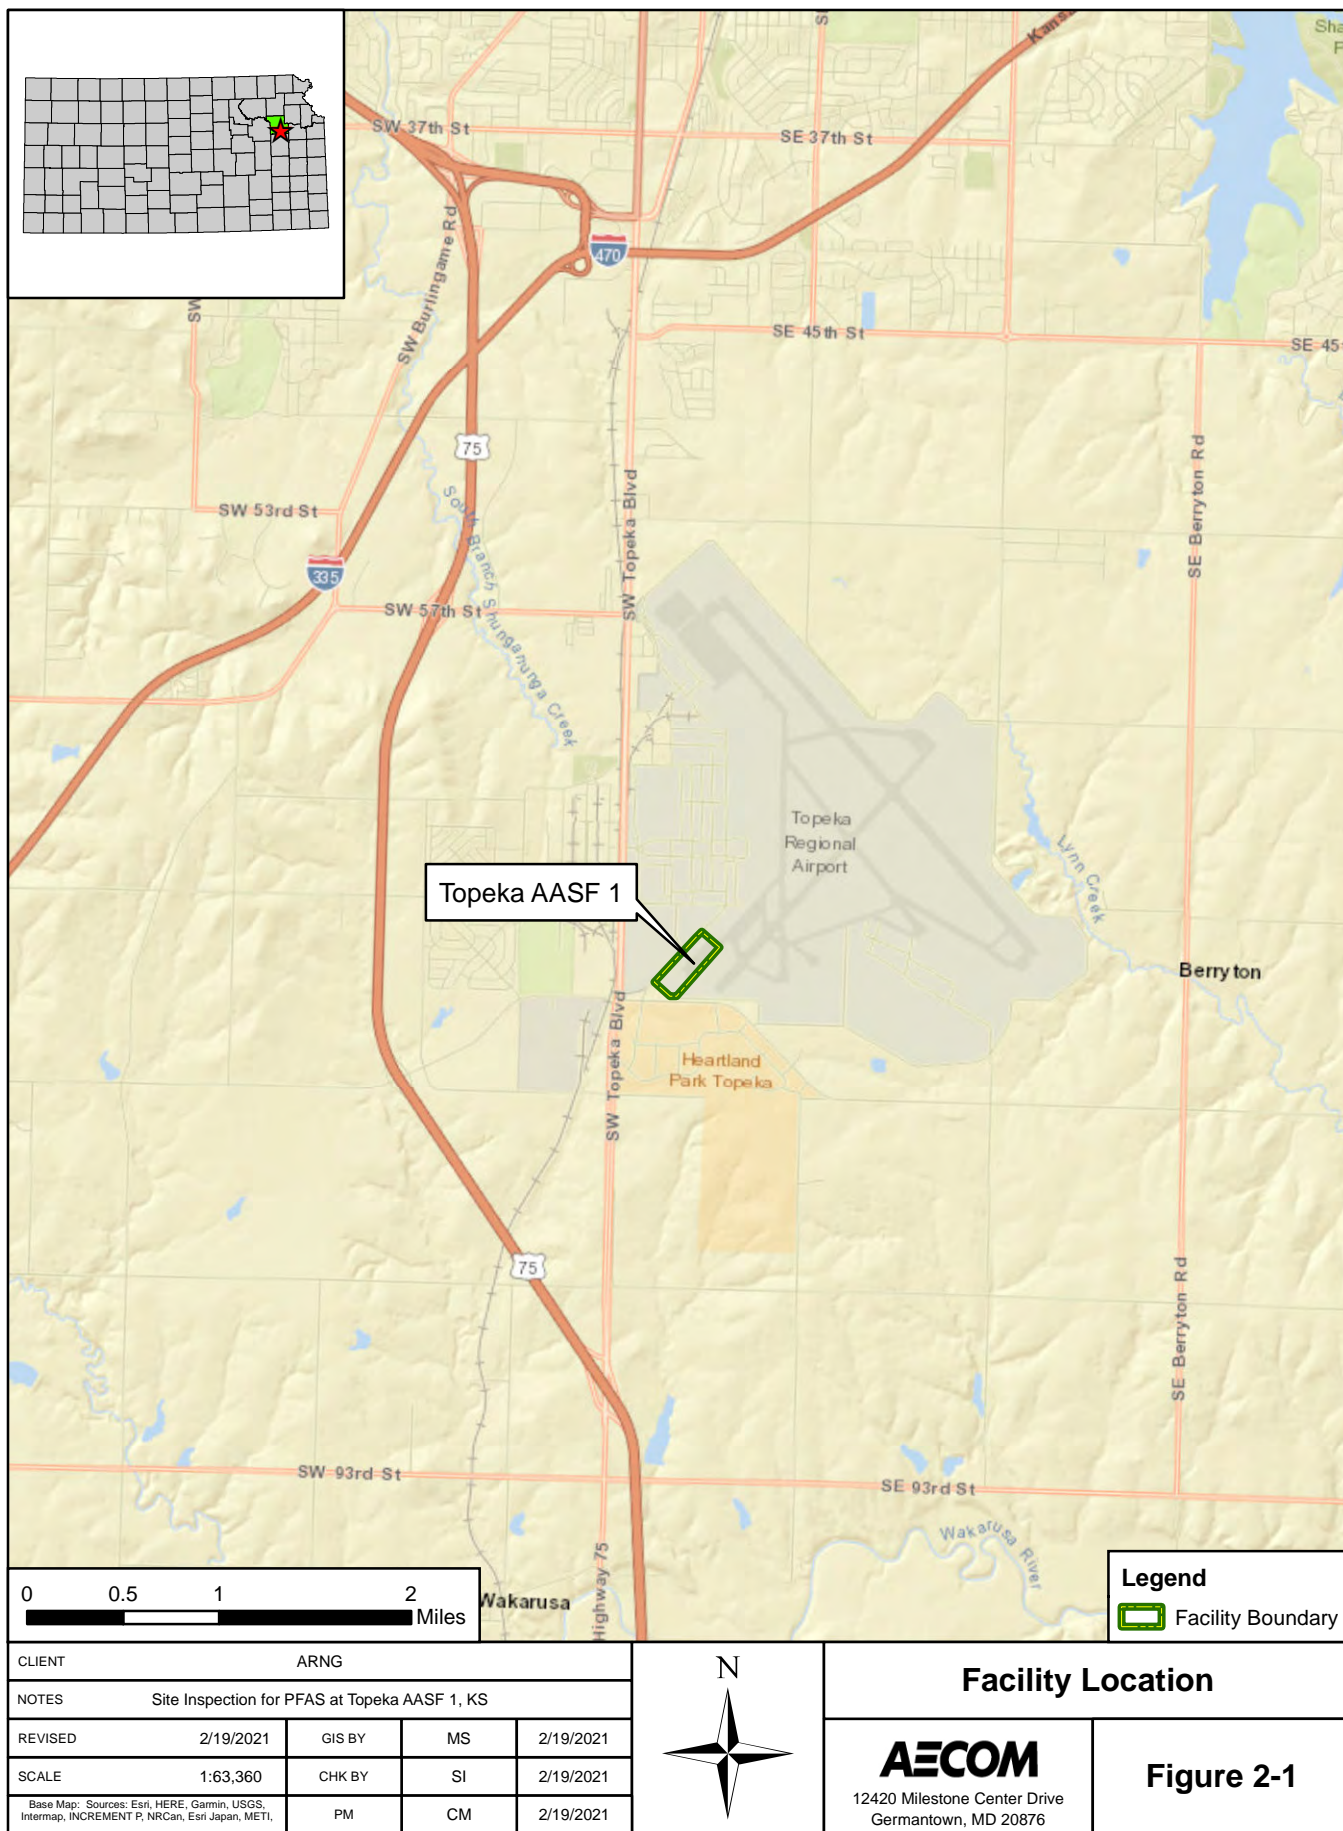 Kans
Sha
F
S
SW 37th St
SE 37th St
470
SW Burlingame Rd
SW
SE 45th St
SE 45
75
SW Topeka Blvd
SE Berryton Rd
SW 53rd St
South Branch Shunganunga Creek
335
SW 57th St
Topeka
Regional
Airport
Lynn Creek
Topeka AASF 1
Berryton
SW Topeka Blvd
Heartland
Park Topeka
75
SE Berryton Rd
SW 93rd St
SE 93rd St
Wakarusa River
Highway 75
Wakarusa
0 0.5 1 2
Miles
Legend
Facility Boundary
CLIENT ARNG
NOTES Site Inspection for PFAS at Topeka AASF 1, KS
REVISED 2/19/2021 GIS BY MS 2/19/2021
SCALE 1:63,360 CHK BY SI 2/19/2021
Base Map: Sources: Esri, HERE, Garmin, USGS,
Intermap, INCREMENT P, NRCan, Esri Japan, METI,
PM CM 2/19/2021
N
Facility Location
AECOM
12420 Milestone Center Drive
Germantown, MD 20876
Figure 2-1